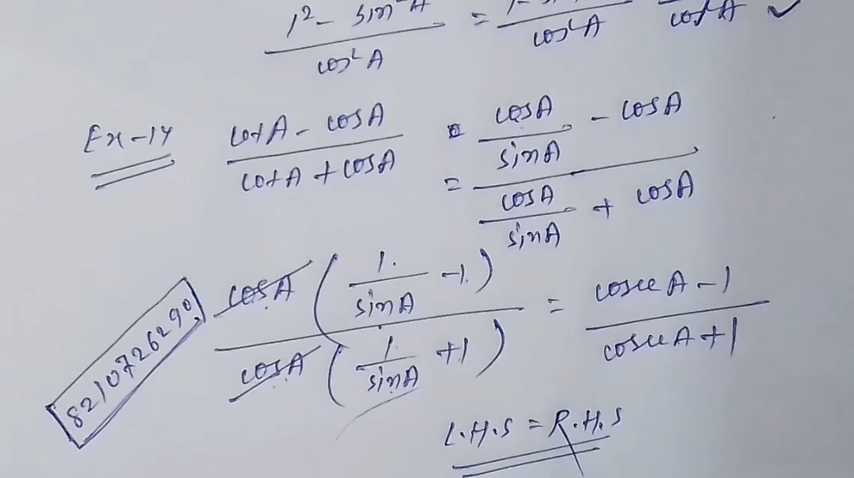 1² - sin²A / cos²A = cos²A cos²A ✓
Ex-14 cotA - cosA / cotA + cosA = cosA/sinA - cosA / cosA/sinA + cosA
cosA (1/sinA - 1) / cosA (1/sinA + 1) = cosecA - 1 / cosecA + 1
8210726290
L.H.S = R.H.S